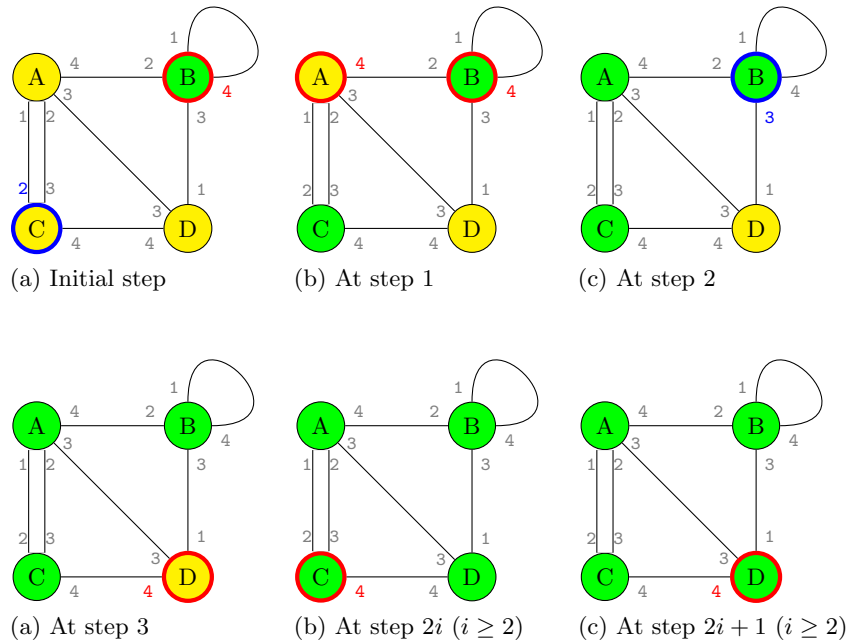 1
4 2
A B
3 4
1 2 3
2 3 1
C 3 D
4 4
(a) Initial step
1
4 2
A B
3 4
1 2 3
2 3 1
C 3 D
4 4
(b) At step 1
1
4 2
A B
3 4
1 2 3
2 3 1
C 3 D
4 4
(c) At step 2
1
4 2
A B
3 4
1 2 3
2 3 1
C 3 D
4 4
(a) At step 3
1
4 2
A B
3 4
1 2 3
2 3 1
C 3 D
4 4
(b) At step 2i (i ≥ 2)
1
4 2
A B
3 4
1 2 3
2 3 1
C 3 D
4 4
(c) At step 2i + 1 (i ≥ 2)